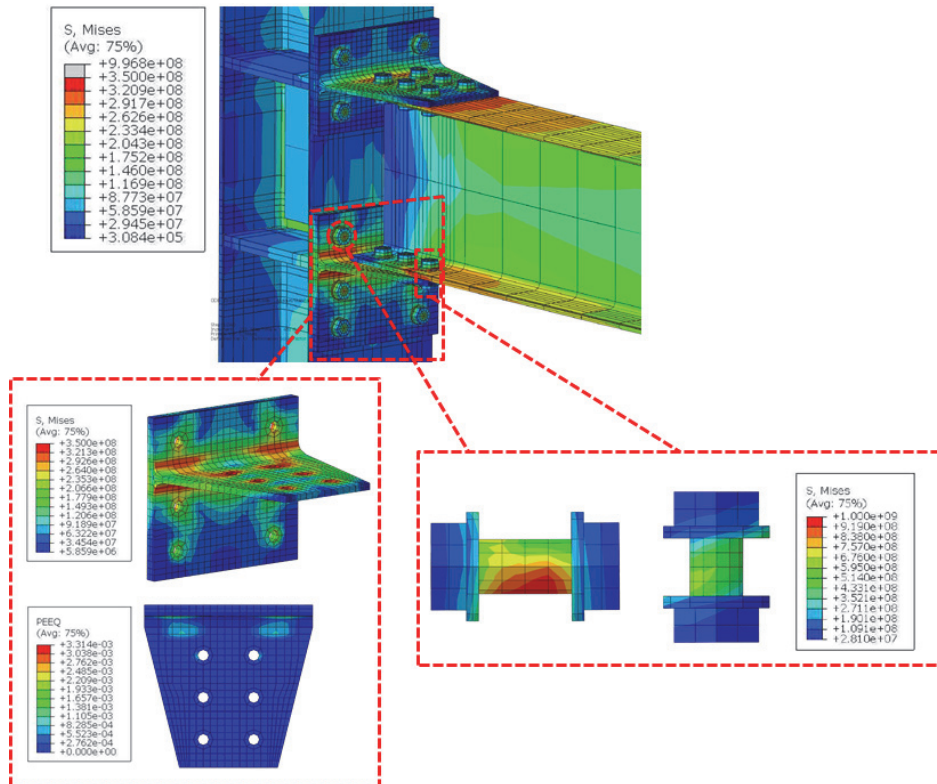 S, Mises
(Avg: 75%)
+9.968e+08
+3.500e+08
+3.209e+08
+2.917e+08
+2.626e+08
+2.334e+08
+2.043e+08
+1.752e+08
+1.460e+08
+1.169e+08
+8.773e+07
+5.859e+07
+2.945e+07
+3.084e+05
S, Mises
(Avg: 75%)
+3.500e+08
+3.213e+08
+2.926e+08
+2.640e+08
+2.353e+08
+2.066e+08
+1.779e+08
+1.493e+08
+1.206e+08
+9.189e+07
+6.322e+07
+3.454e+07
+5.859e+06
PEEQ
(Avg: 75%)
+3.314e-03
+3.038e-03
+2.762e-03
+2.485e-03
+2.209e-03
+1.933e-03
+1.657e-03
+1.381e-03
+1.105e-03
+8.285e-04
+5.523e-04
+2.762e-04
+0.000e+00
S, Mises
(Avg: 75%)
+1.000e+09
+9.190e+08
+8.380e+08
+7.570e+08
+6.760e+08
+5.950e+08
+5.140e+08
+4.331e+08
+3.521e+08
+2.711e+08
+1.901e+08
+1.091e+08
+2.810e+07